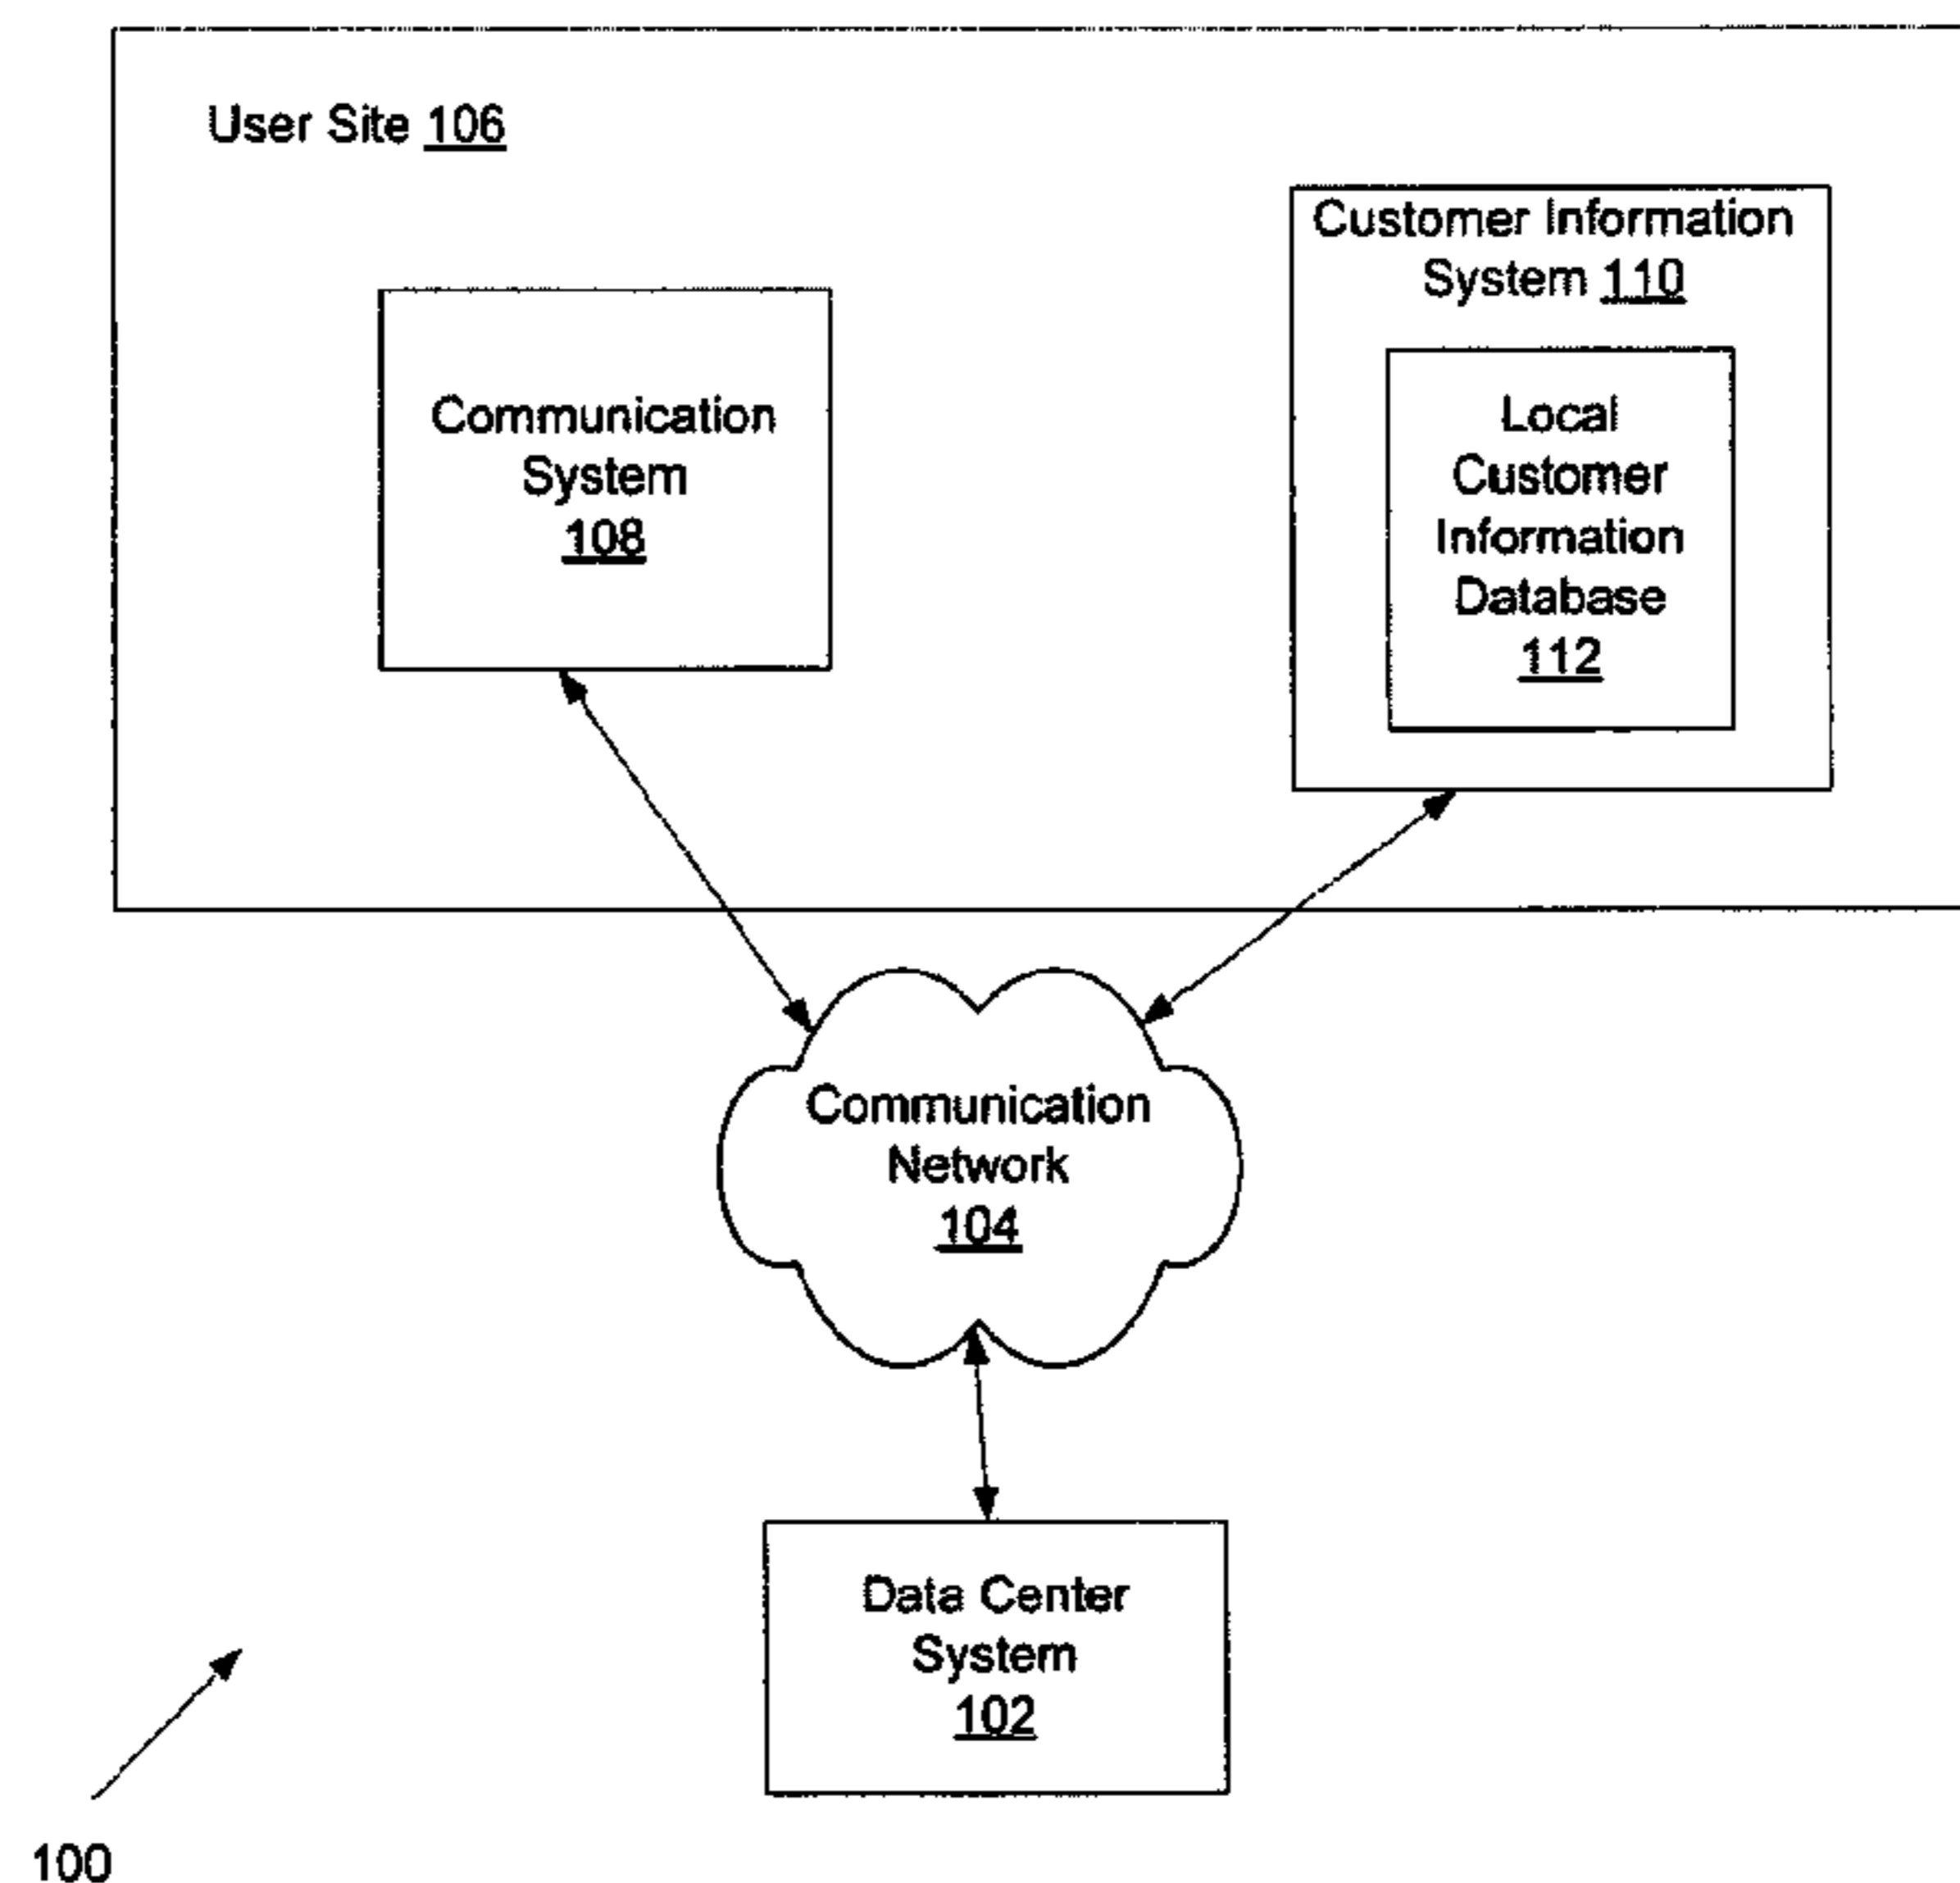 User Site 106
Customer Information
System 110
Communication
System
108
Local
Customer
Information
Database
112
Communication
Network
104
Data Center
System
102
100